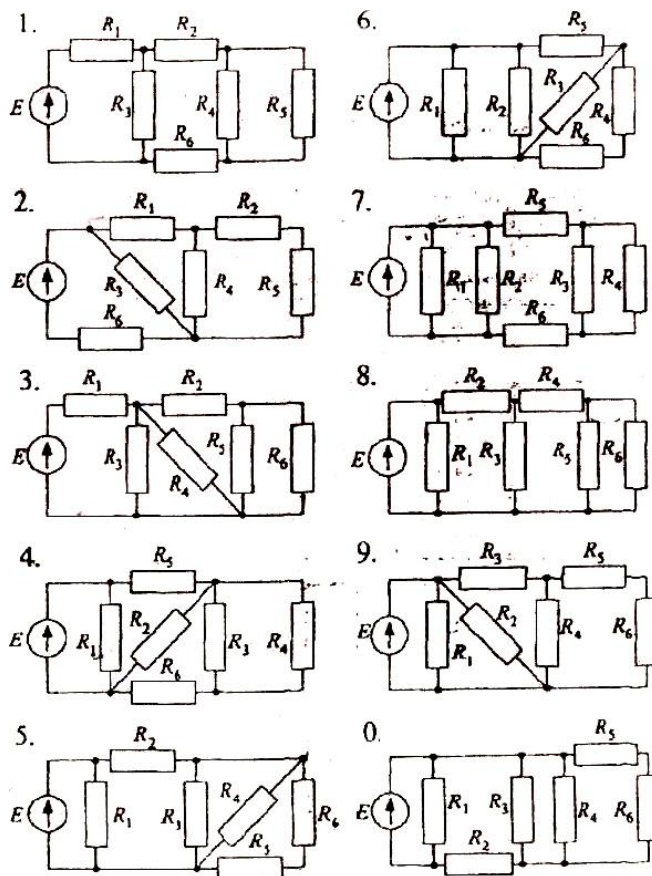 1.
R1 R2
E R3 R4 R5
R6
2.
R1 R2
E R3 R4 R5
R6
3.
R1 R2
E R3 R4 R5 R6
4.
R5
E R1 R2 R3 R4
R6
5.
R2
E R1 R3 R4 R6
R5
6.
R5
E R1 R2 R3 R4
R6
7.
R5
E R1 R2 R3 R4
R6
8.
R2 R4
E R1 R3 R5 R6
9.
R3 R5
E R1 R2 R4 R6
0.
R5
E R1 R3 R4 R6
R2